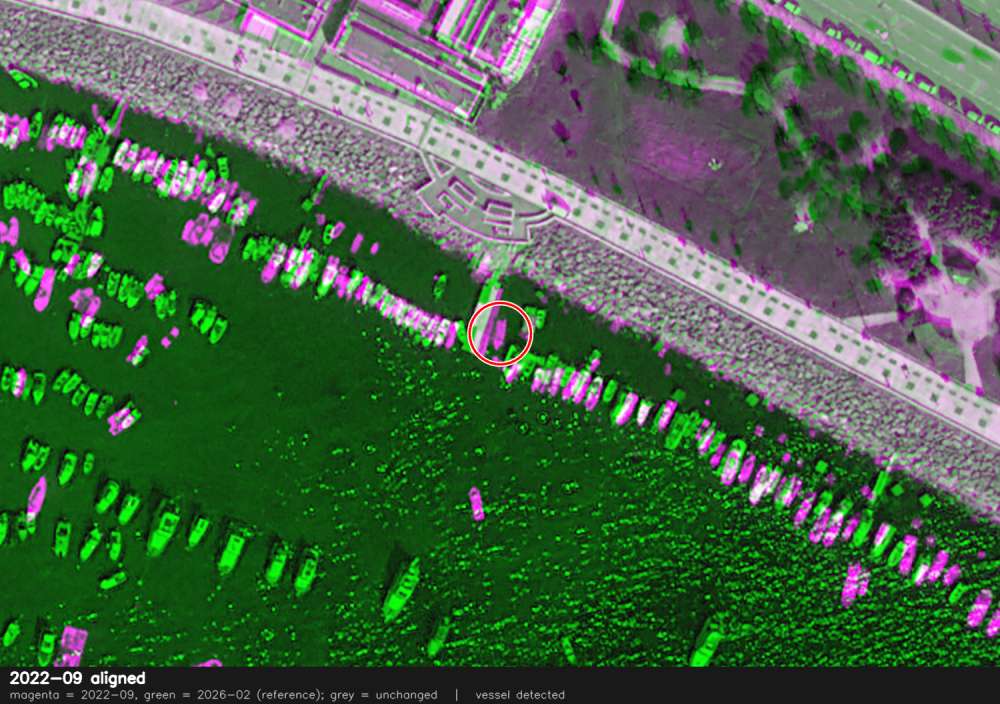 2022-09 aligned
magenta = 2022-09, green = 2026-02 (reference); grey = unchanged | vessel detected